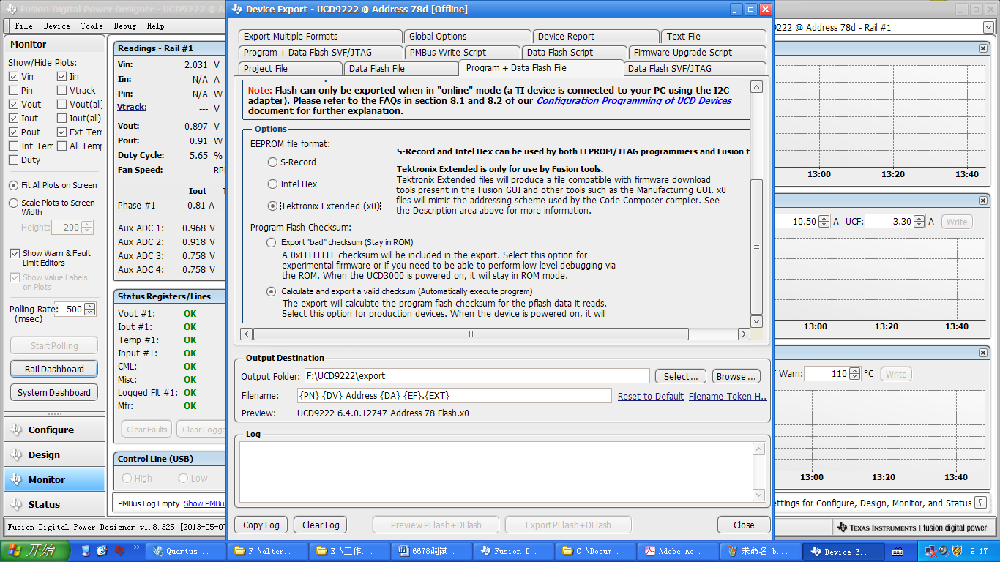 Fusion Digital Power Designer - UCD9222 @
File Device Tools Debug Help
Monitor
Show/Hide Plots:
Vin Iin
Pin Vtrack
Vout Vout(all)
Iout Iout(all)
Pout Ext Tem
Int Tem All Temp
Duty
Fit All Plots on Screen
Scale Plots to Screen
Width
Height: 200
Show Warn & Fault
Limit Editors
Show Value Labels
on Plots
Polling Rate: 500
(msec)
Start Polling
Rail Dashboard
System Dashboard
Configure
Design
Monitor
Status
Readings - Rail #1
Vin: 2.031 V
Iin: N/A A
Pin: N/A W
Vtrack: --- V
Vout: 0.897 V
Pout: 0.91 W
Duty Cycle: 5.65 %
Fan Speed: ---- RPI
Iout T
Phase #1 0.81 A
Aux ADC 1: 0.968 V
Aux ADC 2: 0.918 V
Aux ADC 3: 0.758 V
Aux ADC 4: 0.758 V
Status Registers/Lines
Vout #1: OK
Iout #1: OK
Temp #1: OK
Input #1: OK
CML: OK
Misc: OK
Logged Flt #1: OK
Mfr: OK
Clear Faults Clear Logge
Control Line (USB)
High Low
PMBus Log Empty Show PMBus
Fusion Digital Power Designer v1.8.325 [2013-05-07
Device Export - UCD9222 @ Address 78d [Offline]
Export Multiple Formats Global Options Device Report Text File
Program + Data Flash SVF/JTAG PMBus Write Script Data Flash Script Firmware Upgrade Script
Project File Data Flash File Program + Data Flash File Data Flash SVF/JTAG
Note: Flash can only be exported when in "online" mode (a TI device is connected to your PC using the I2C
adapter). Please refer to the FAQs in section 8.1 and 8.2 of our Configuration Programming of UCD Devices
document for further explanation.
Options
EEPROM file format:
S-Record
Intel Hex
Tektronix Extended (x0)
S-Record and Intel Hex can be used by both EEPROM/JTAG programmers and Fusion to
Tektronix Extended is only for use by Fusion tools.
Tektronix Extended files will produce a file compatible with firmware download
tools present in the Fusion GUI and other tools such as the Manufacturing GUI. x0
files will mimic the addressing scheme used by the Code Composer compiler. See
the Description area above for more information.
Program Flash Checksum:
Export "bad" checksum (Stay in ROM)
A 0xFFFFFFFF checksum will be included in the export. Select this option for
experimental firmware or if you need to be able to perform low-level debugging via
the ROM. When the UCD3000 is powered on, it will stay in ROM mode.
Calculate and export a valid checksum (Automatically execute program)
The export will calculate the program flash checksum for the pflash data it reads.
Select this option for production devices. When the device is powered on, it will
Output Destination
Output Folder: F:\UCD9222\export Select ... Browse ...
Filename: {PN} {DV} Address {DA} {EF}.{EXT} Reset to Default Filename Token H..
Preview: UCD9222 6.4.0.12747 Address 78 Flash.x0
Log
Copy Log Clear Log Preview PFlash+DFlash Export PFlash+DFlash Close
9222 @ Address 78d - Rail #1
13:00 13:20 13:40
10.50 A UCF: -3.30 A Write
13:00 13:20 13:40
T Warn: 110 °C Write
13:00 13:20 13:40
ettings for Configure, Design, Monitor, and Status
TEXAS INSTRUMENTS | fusion digital power
开始 » Quartus ... F:\alter... E:\工作... 6678调试... Fusion D... C:\Docum... Adobe Ac... 未命名.b... Device E... 9:17